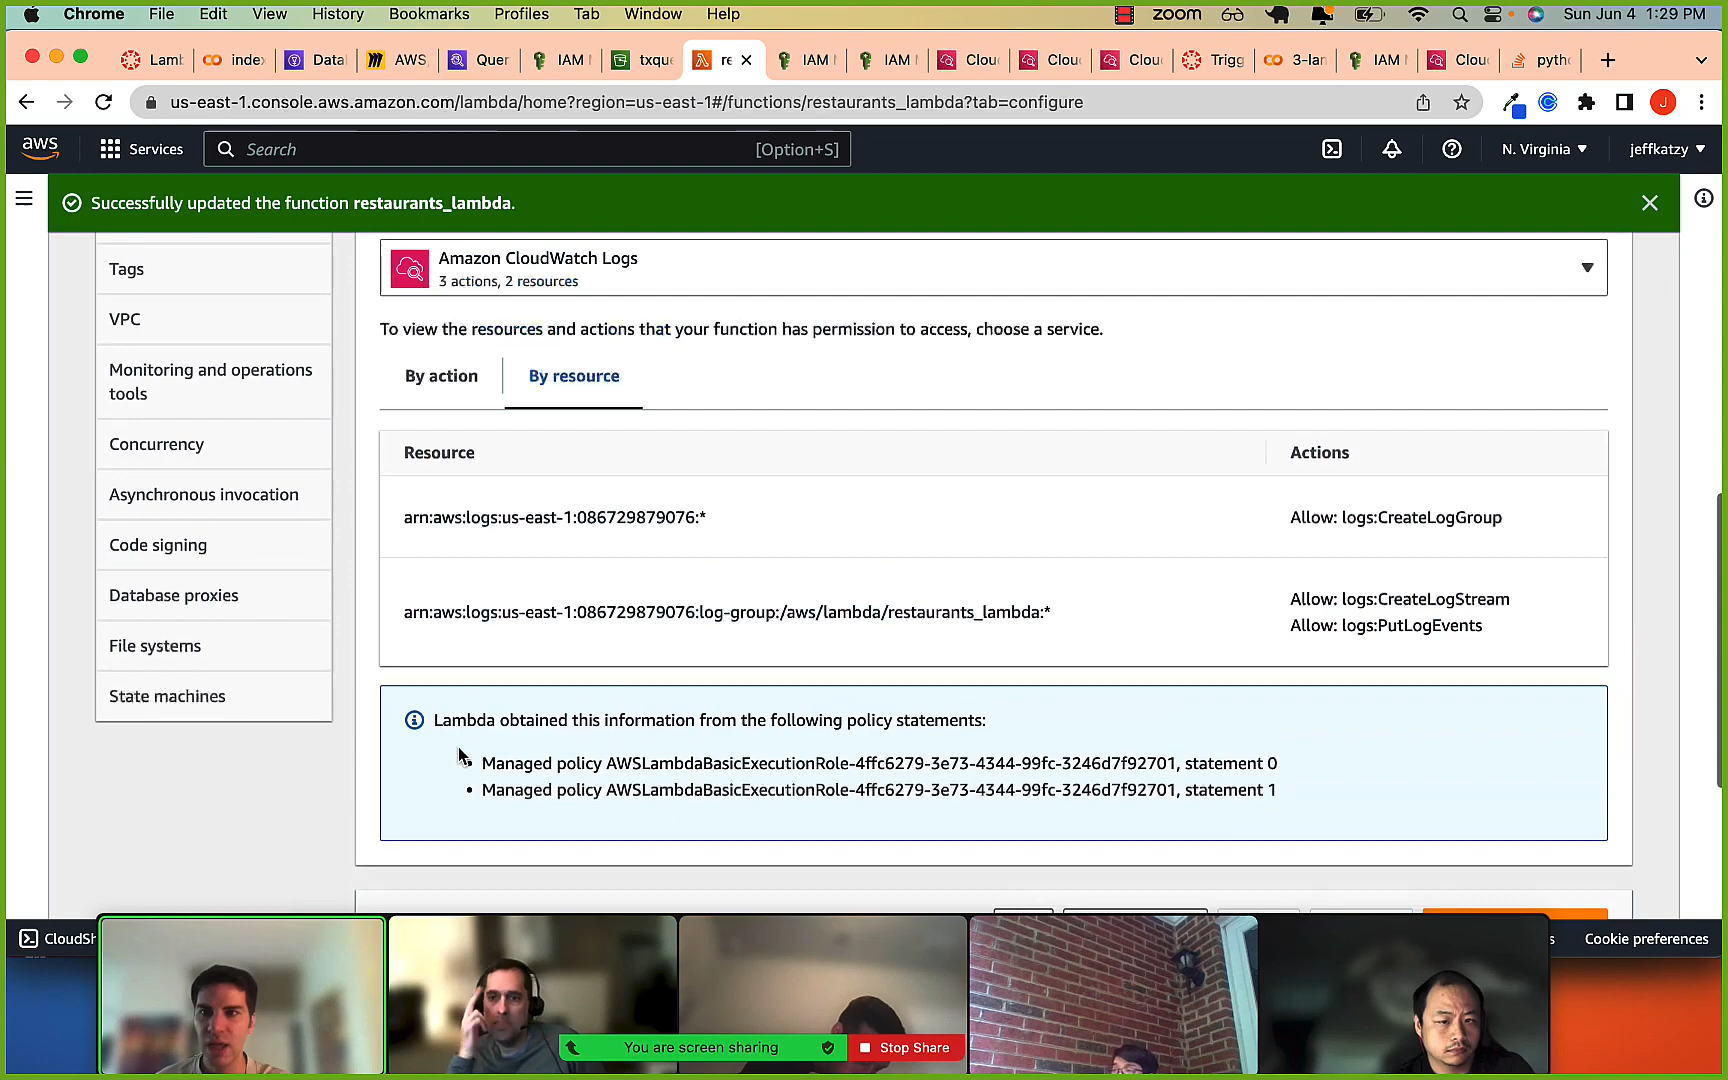 Chrome File Edit View History Bookmarks Profiles Tab Window Help zoom Sun Jun 4 1:29 PM
Lamb inde Datal AWS Quer IAM txque re IAM IAM Clou Clou Clou Trigg 3-lan IAM Clou pyth
us-east-1.console.aws.amazon.com/lambda/home?region=us-east-1#/functions/restaurants_lambda?tab=configure J
aws Services Search [Option+S] N. Virginia jeffkatzy
Successfully updated the function restaurants_lambda.
Tags
VPC
Monitoring and operations
tools
Concurrency
Asynchronous invocation
Code signing
Database proxies
File systems
State machines
Amazon CloudWatch Logs
3 actions, 2 resources
To view the resources and actions that your function has permission to access, choose a service.
By action By resource
Resource Actions
arn:aws:logs:us-east-1:086729879076:* Allow: logs:CreateLogGroup
arn:aws:logs:us-east-1:086729879076:log-group:/aws/lambda/restaurants_lambda:* Allow: logs:CreateLogStream
Allow: logs:PutLogEvents
Lambda obtained this information from the following policy statements:
• Managed policy AWSLambdaBasicExecutionRole-4ffc6279-3e73-4344-99fc-3246d7f92701, statement 0
• Managed policy AWSLambdaBasicExecutionRole-4ffc6279-3e73-4344-99fc-3246d7f92701, statement 1
CloudSh s Cookie preferences
You are screen sharing Stop Share